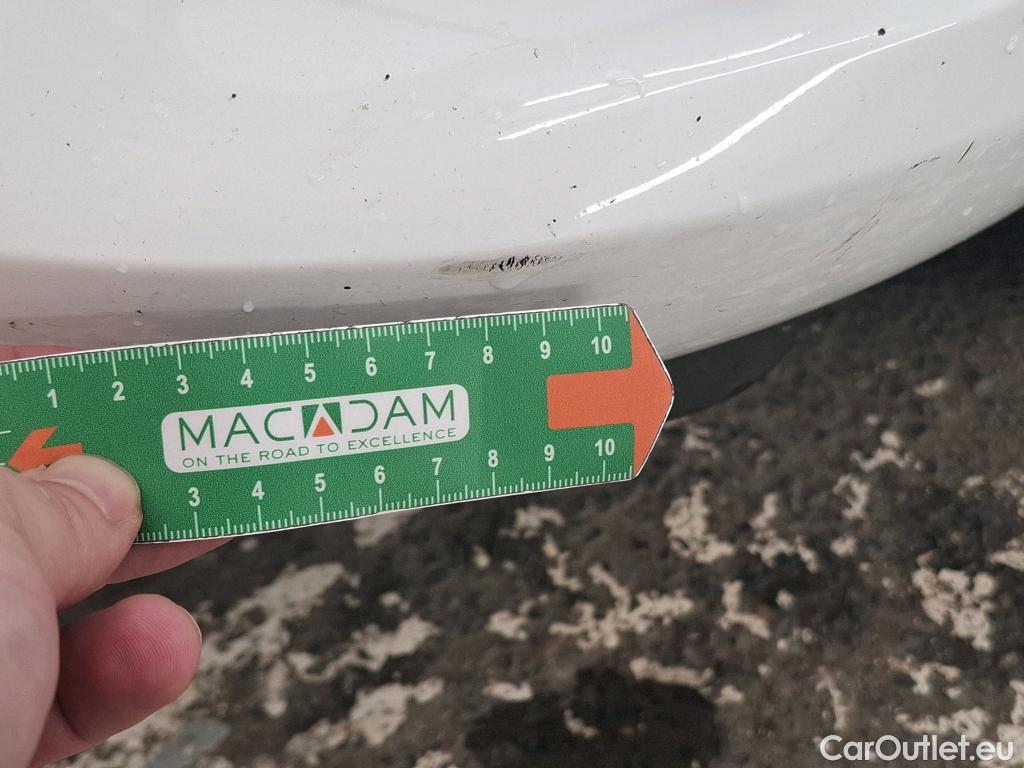 1 2 3 4 5 6 7 8 9 10
MACADAM
ON THE ROAD TO EXCELLENCE
3 4 5 6 7 8 9 10
CarOutlet.eu